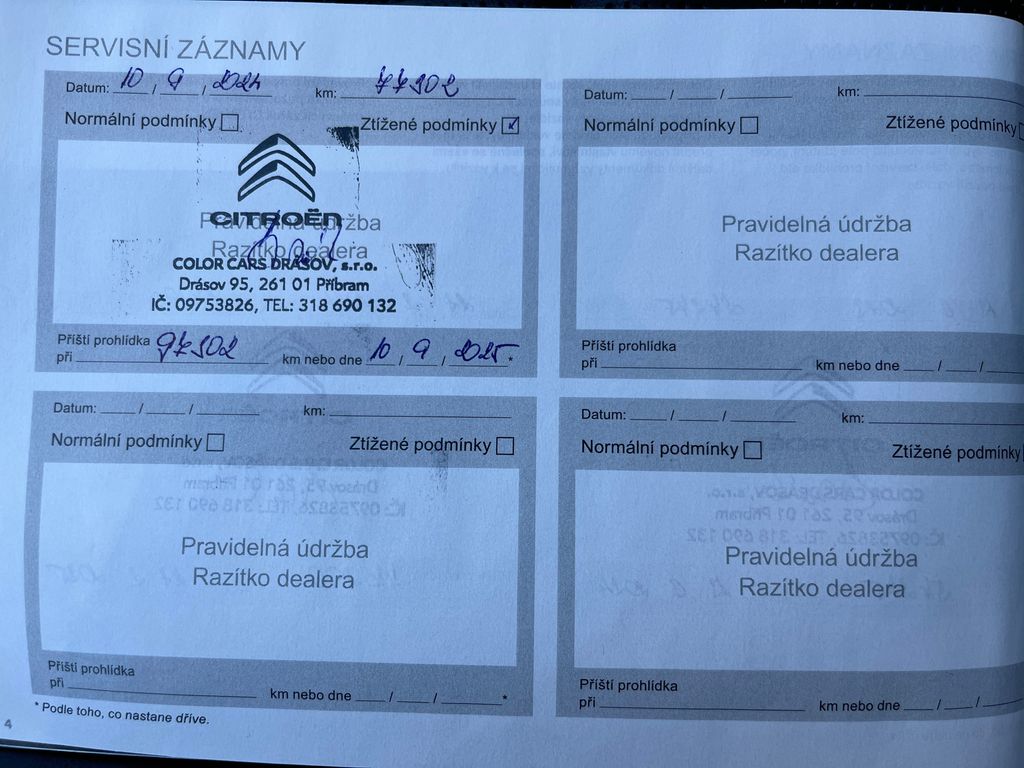 SERVISNÍ ZÁZNAMY
Datum: 10 / 9 / 2024 km: 77302
Normální podmínky Ztížené podmínky
CITROËN
Pravidelná údržba
Razítko dealera
COLOR CARS DRASOV, s.r.o.
Drásov 95, 261 01 Příbram
IČ: 09753826, TEL: 318 690 132
Příští prohlídka
při 97302 km nebo dne 10 / 9 / 2025 *
Datum: / / km:
Normální podmínky Ztížené podmínky
Pravidelná údržba
Razítko dealera
Příští prohlídka
při km nebo dne / /
Datum: / / km:
Normální podmínky Ztížené podmínky
Pravidelná údržba
Razítko dealera
Příští prohlídka
při km nebo dne / / *
Datum: / / km:
Normální podmínky Ztížené podmínky
Pravidelná údržba
Razítko dealera
Příští prohlídka
při km nebo dne / /
* Podle toho, co nastane dříve.
4